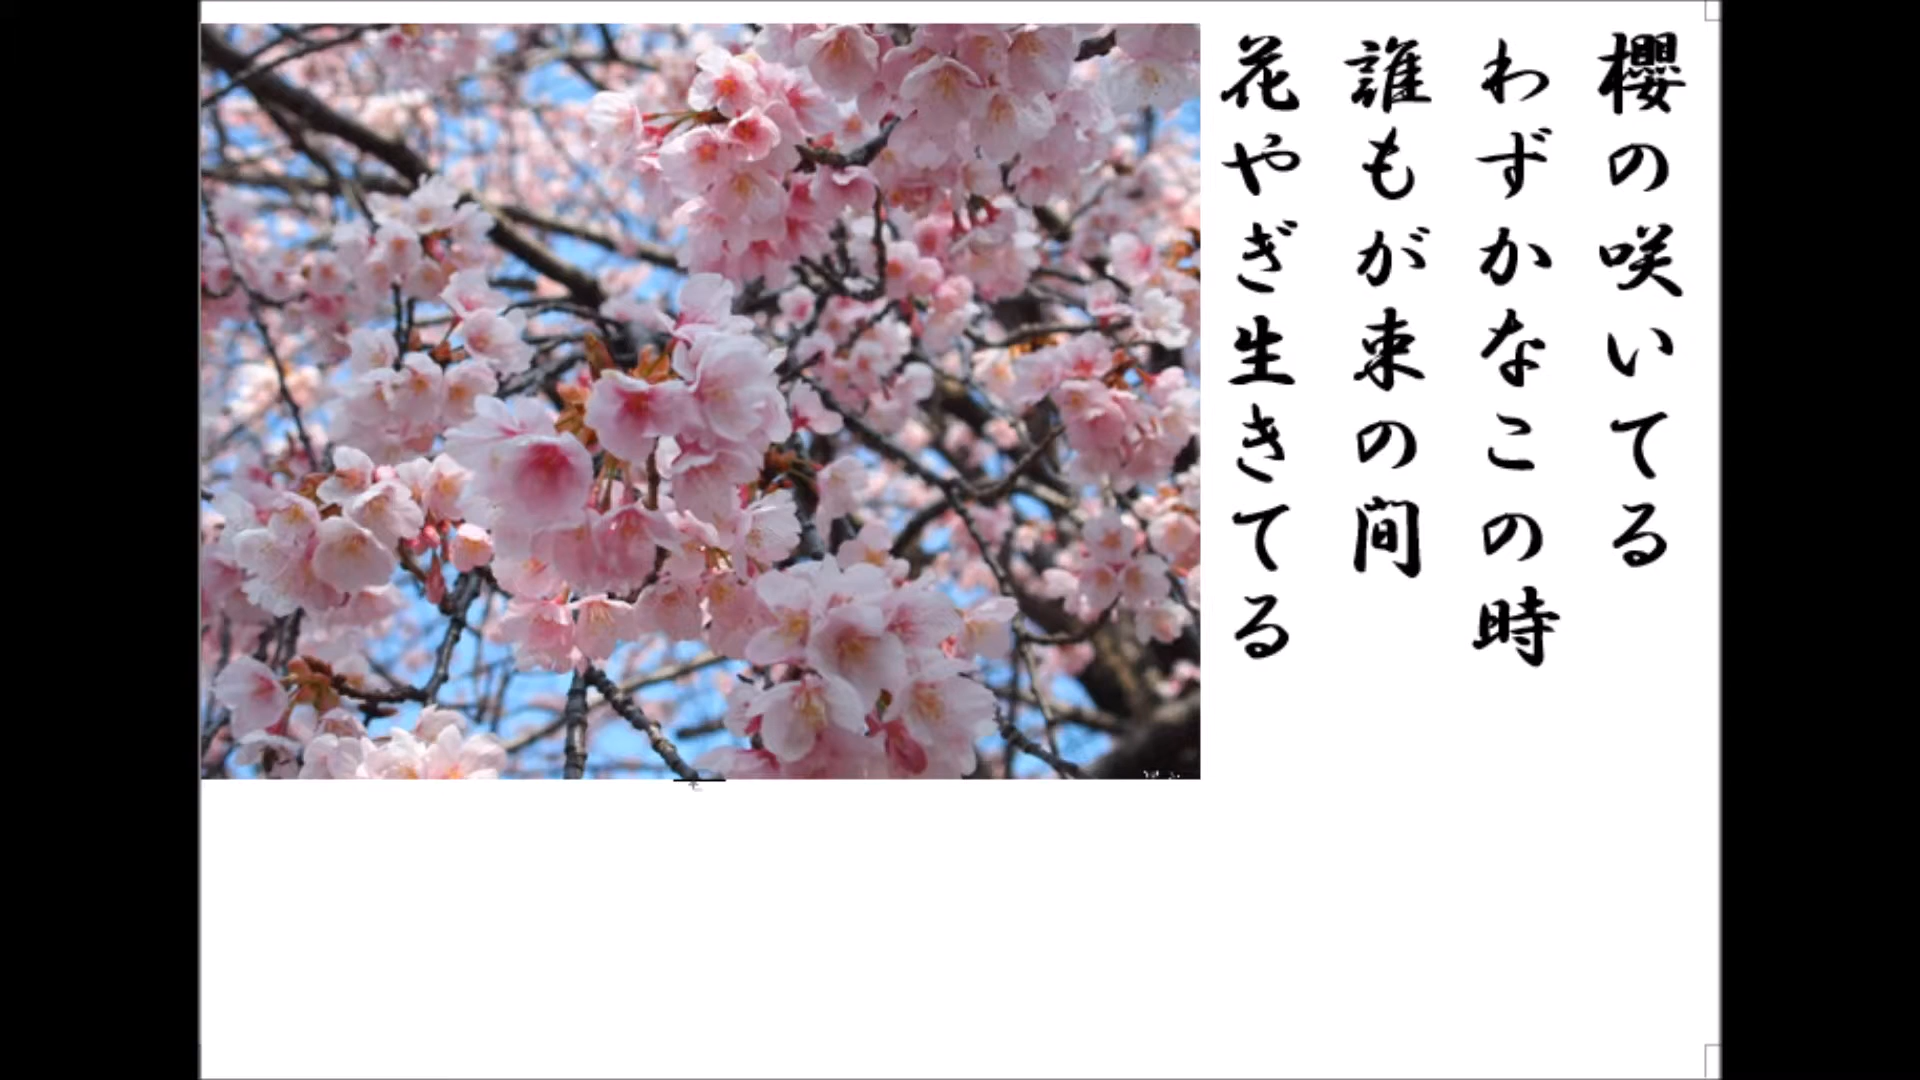 櫻の咲いてる
わずかなこの時
誰もが束の間
花やぎ生きてる